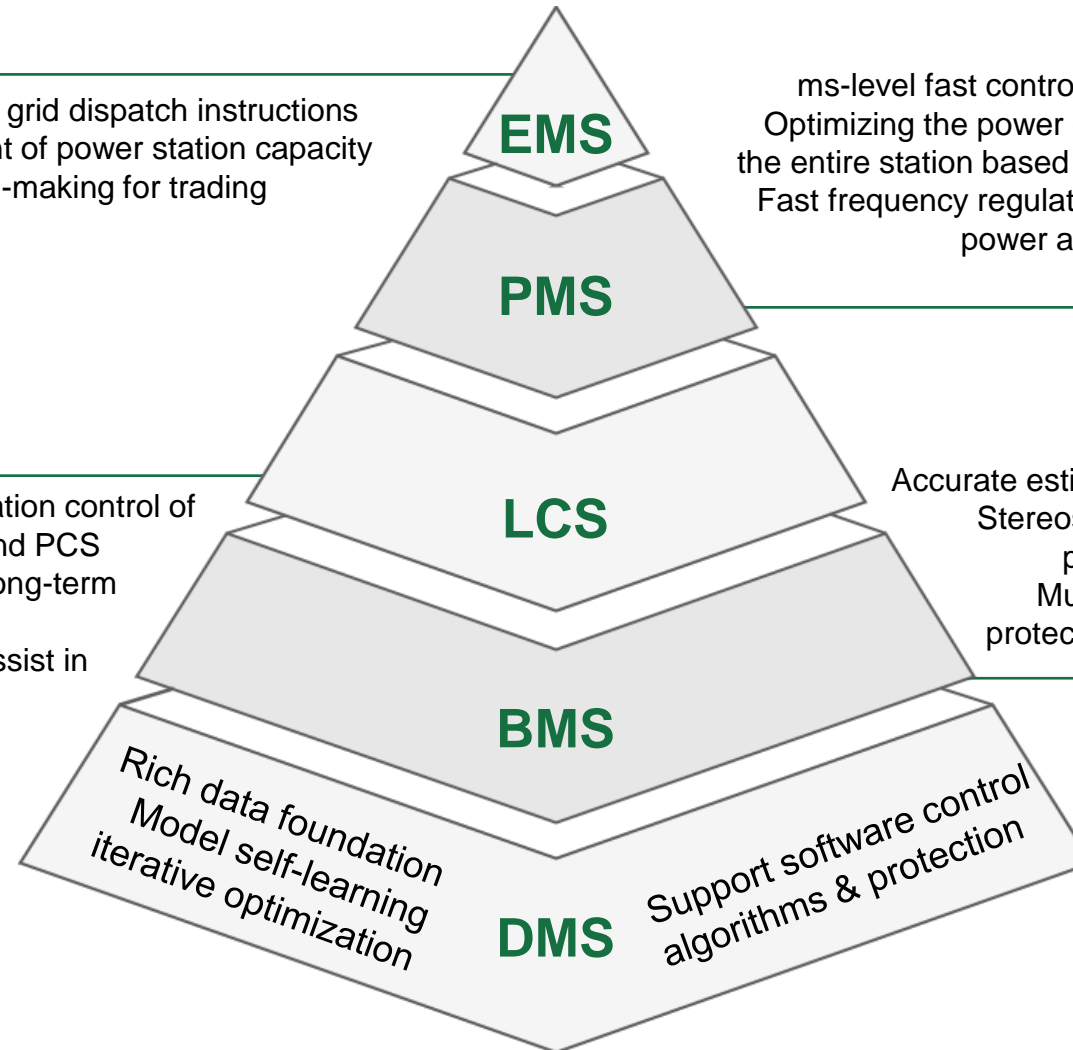 grid dispatch instructions
of power station capacity
-making for trading
EMS
ms-level fast contro
Optimizing the power
the entire station based
Fast frequency regulat
power a
PMS
ation control of
PCS
ong-term
ssist in
LCS
Accurate esti
Stereos
p
Mu
protec
BMS
Rich data foundation
Model self-learning
iterative optimization
DMS
Support software control
algorithms & protection